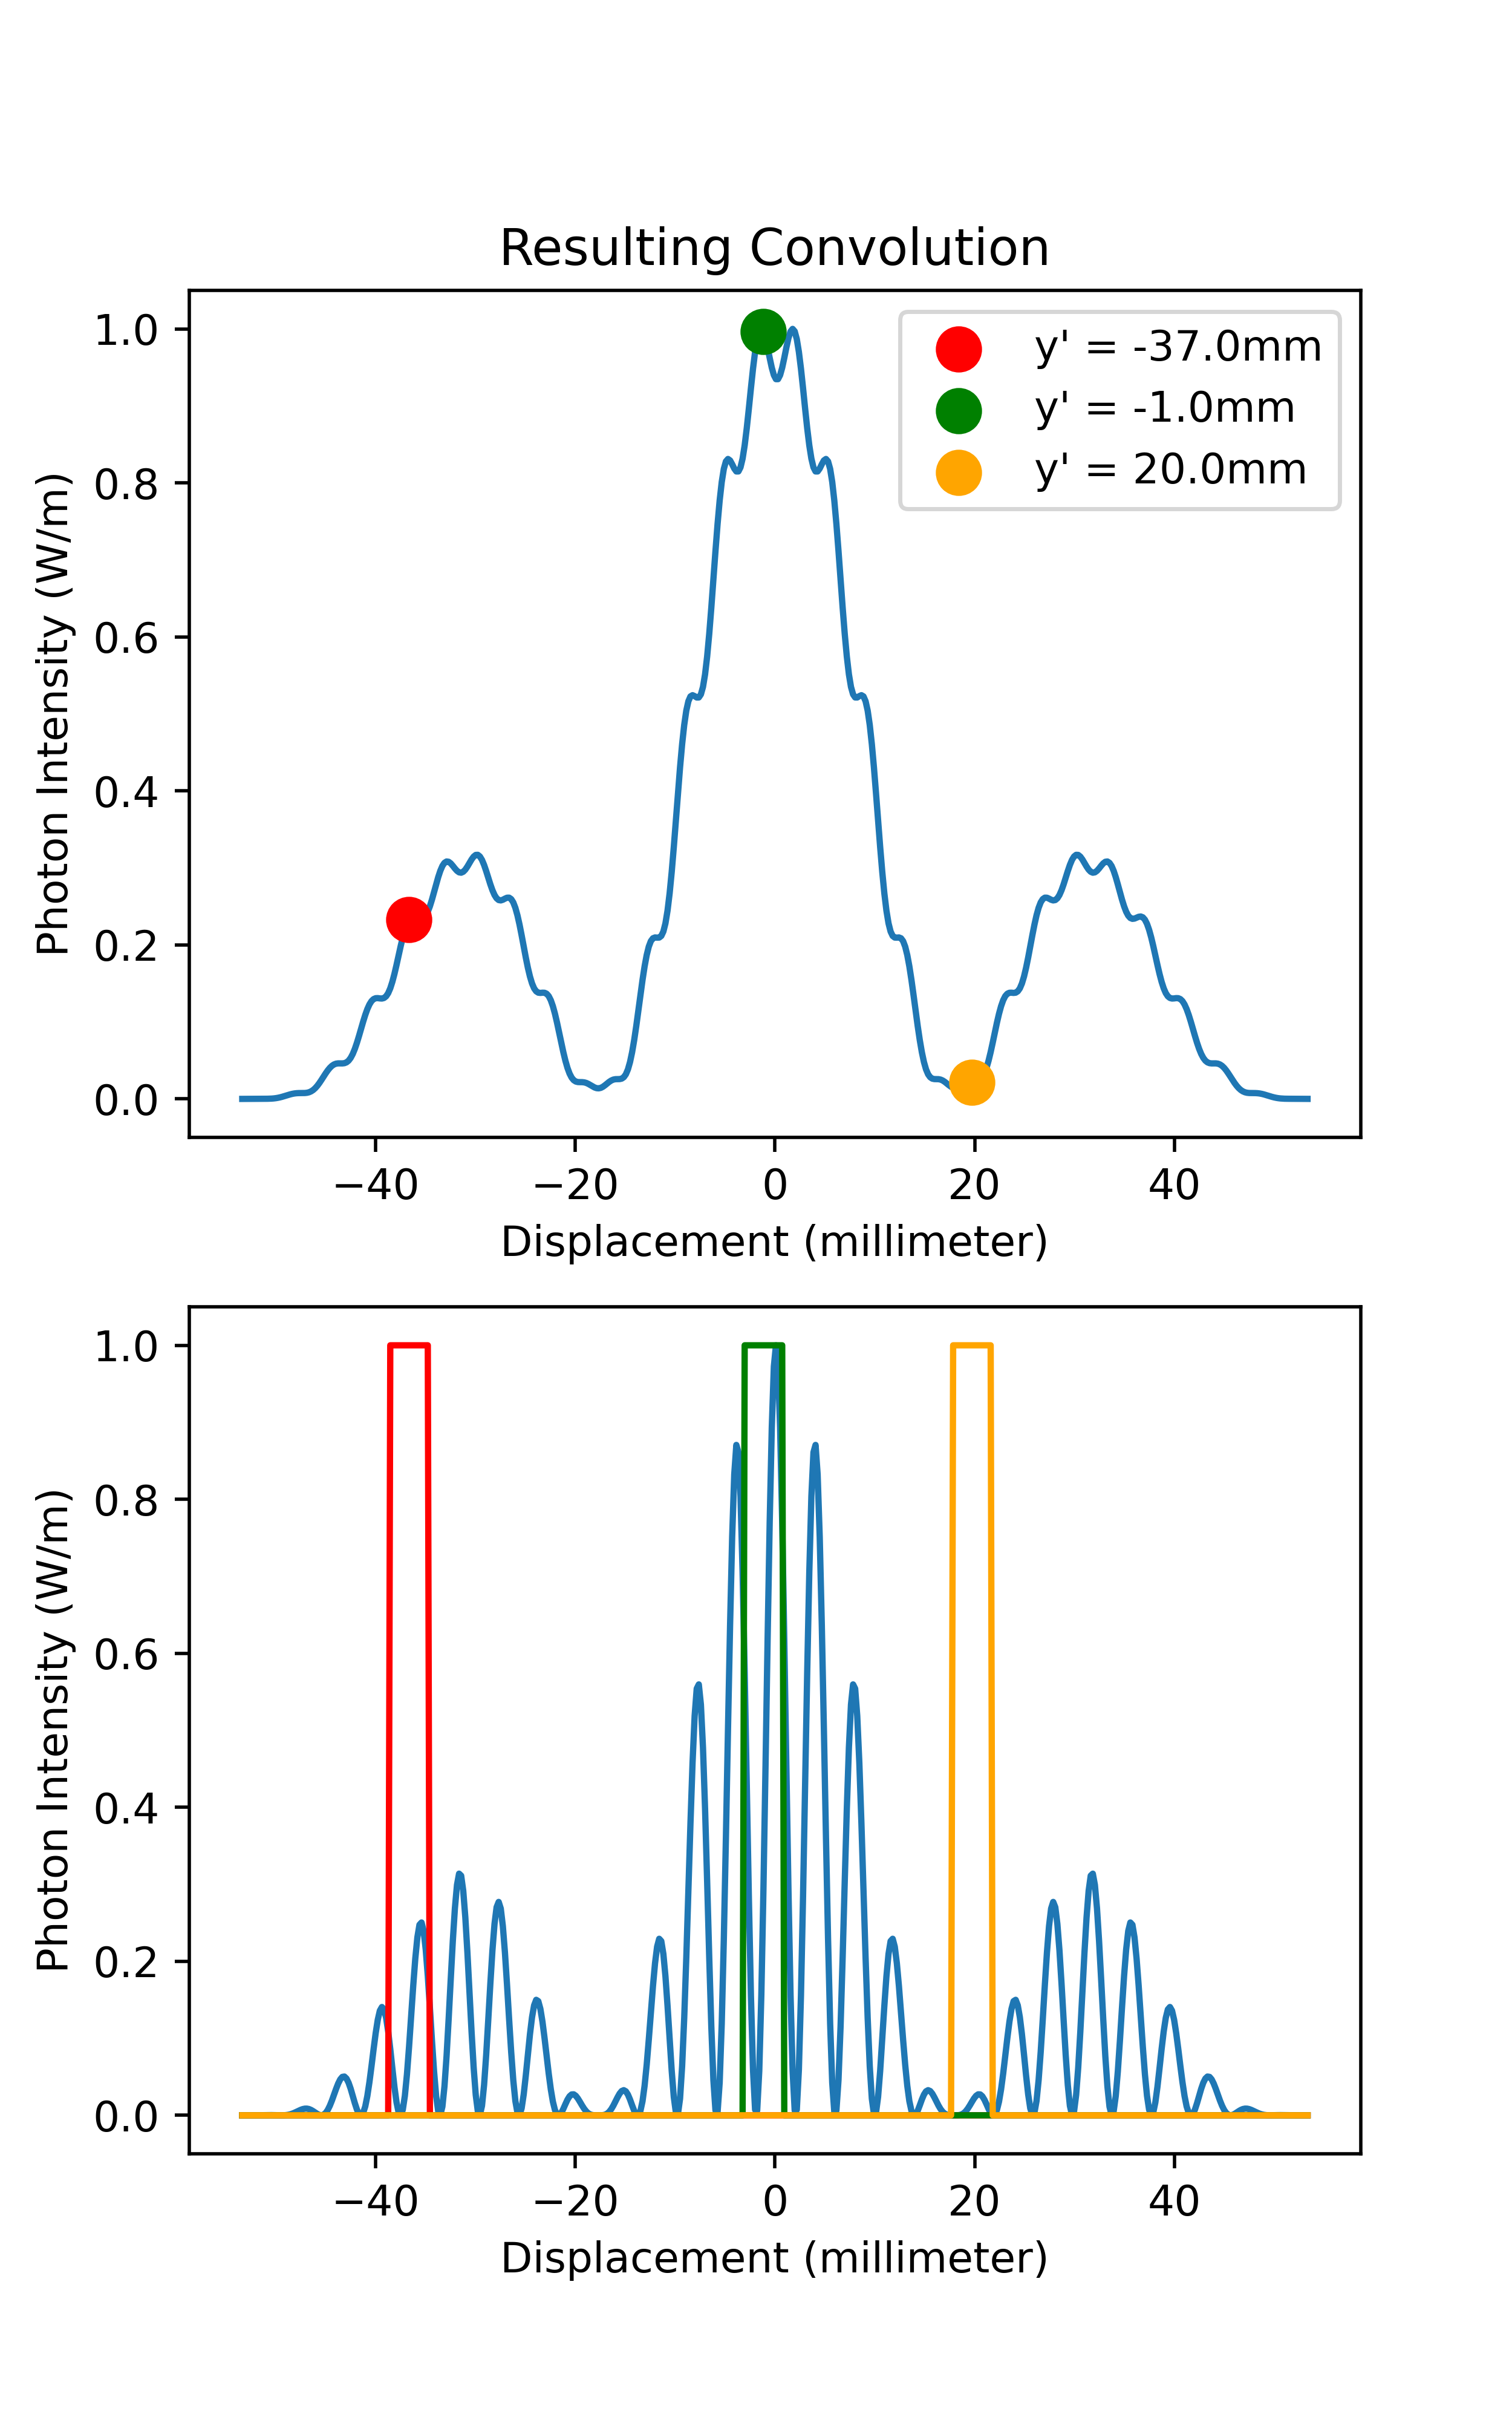 Resulting Convolution
Photon Intensity (W/m)
1.0
0.8
0.6
0.4
0.2
0.0
y' = -37.0mm
y' = -1.0mm
y' = 20.0mm
−40 −20 0 20 40
Displacement (millimeter)
Photon Intensity (W/m)
1.0
0.8
0.6
0.4
0.2
0.0
−40 −20 0 20 40
Displacement (millimeter)